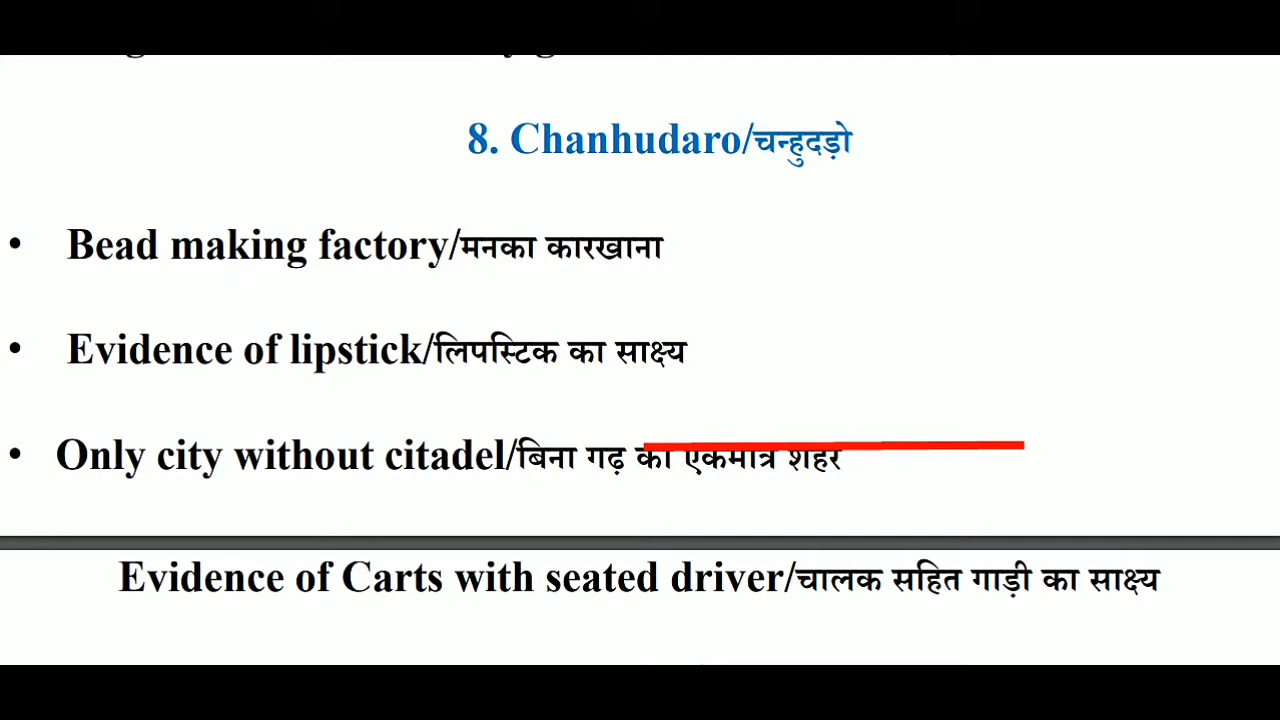 8. Chanhudaro/चन्हुदड़ो
• Bead making factory/मनका कारखाना
• Evidence of lipstick/लिपस्टिक का साक्ष्य
• Only city without citadel/बिना गढ़ का एकमात्र शहर
Evidence of Carts with seated driver/चालक सहित गाड़ी का साक्ष्य